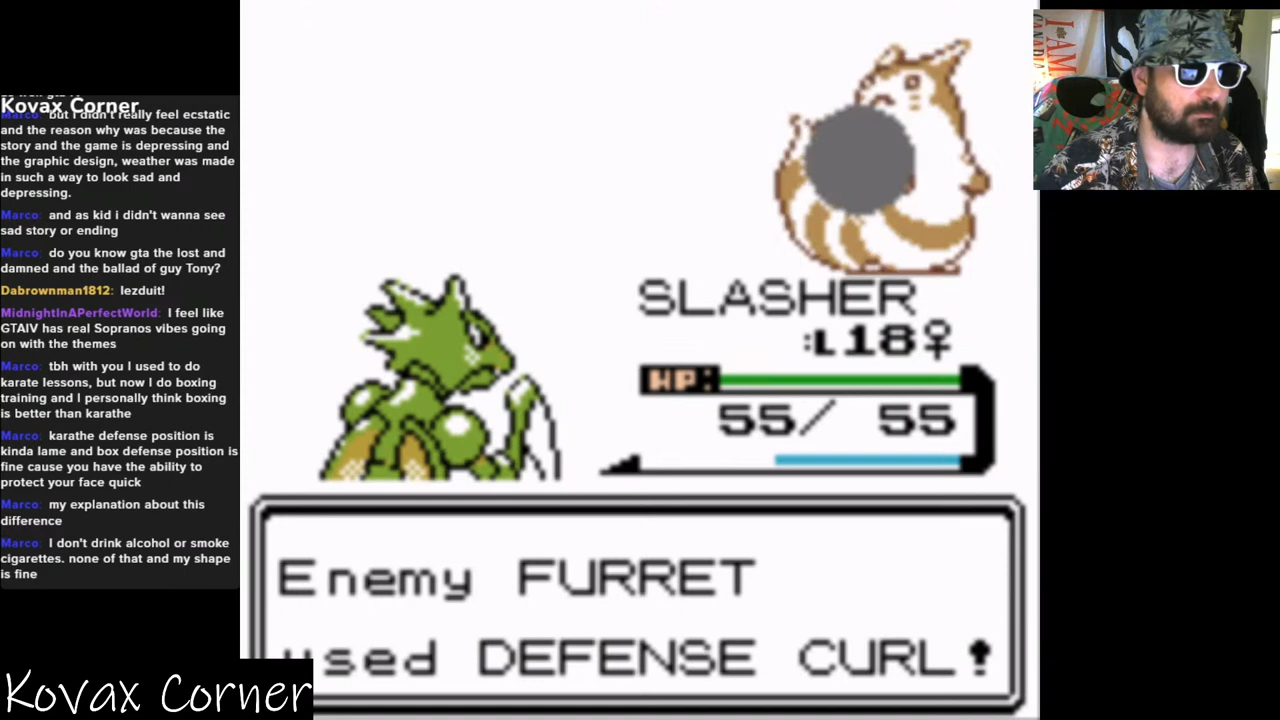 Kovax Corner
Marco: but I didn't really feel ecstatic
and the reason why was because the
story and the game is depressing and
the graphic design, weather was made
in such a way to look sad and
depressing.
Marco: and as kid i didn't wanna see
sad story or ending
Marco: do you know gta the lost and
damned and the ballad of guy Tony?
Dabrownman1812: lezduit!
MidnightInAPerfectWorld: I feel like
GTAIV has real Sopranos vibes going
on with the themes
Marco: tbh with you I used to do
karate lessons, but now I do boxing
training and I personally think boxing
is better than karathe
Marco: karathe defense position is
kinda lame and box defense position is
fine cause you have the ability to
protect your face quick
Marco: my explanation about this
difference
Marco: I don't drink alcohol or smoke
cigarettes. none of that and my shape
is fine
SLASHER
:L18♀
HP:
55/ 55
Enemy FURRET
used DEFENSE CURL!
Kovax Corner
I AM